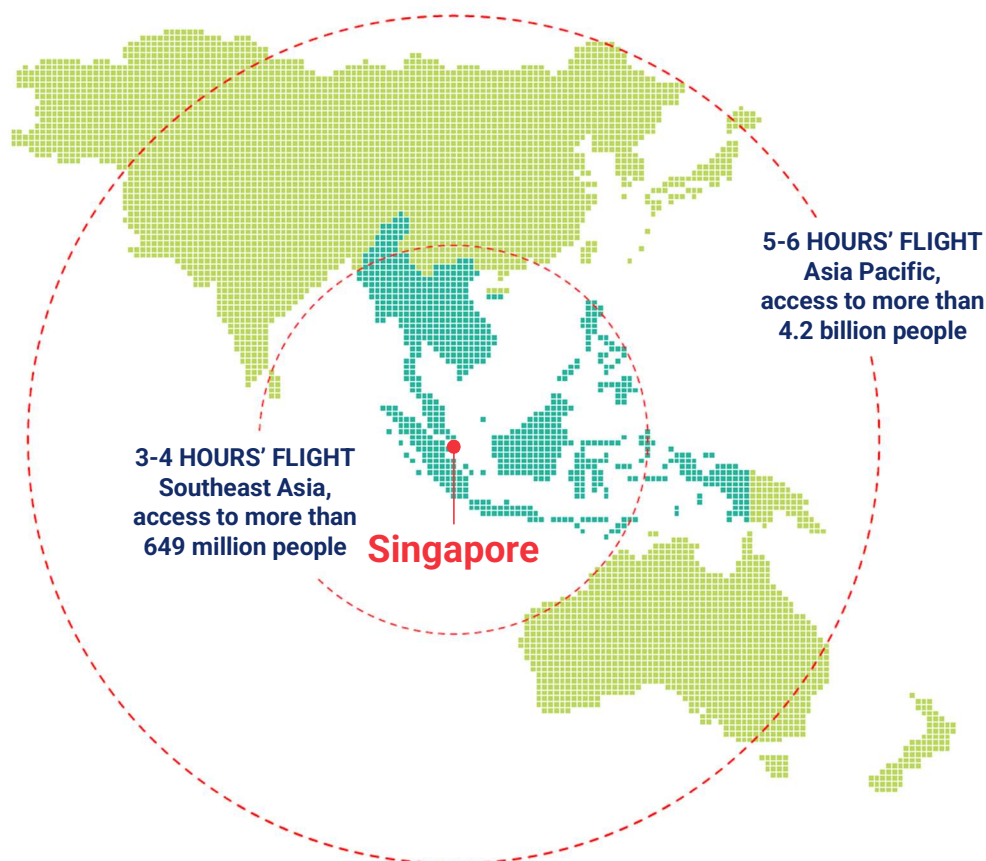 5-6 HOURS’ FLIGHT
Asia Pacific,
access to more than
4.2 billion people
3-4 HOURS’ FLIGHT
Southeast Asia,
access to more than
649 million people
Singapore